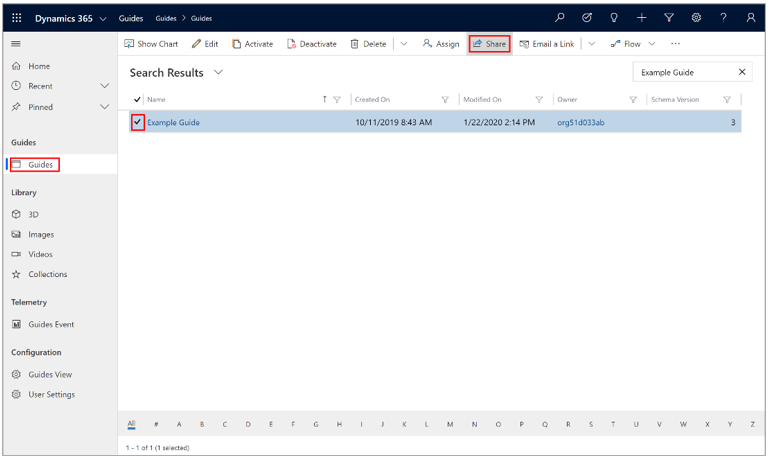 Dynamics 365 Guides Guides > Guides
Show Chart Edit Activate Deactivate Delete Assign Share Email a Link Flow ...
Home
Recent
Pinned
Guides
Guides
Library
3D
Images
Videos
Collections
Telemetry
Guides Event
Configuration
Guides View
User Settings
Search Results
Example Guide
Name Created On Modified On Owner Schema Version
Example Guide 10/11/2019 8:43 AM 1/22/2020 2:14 PM org51d033ab 3
All # A B C D E F G H I J K L M N O P Q R S T U V W X Y Z
1 - 1 of 1 (1 selected)